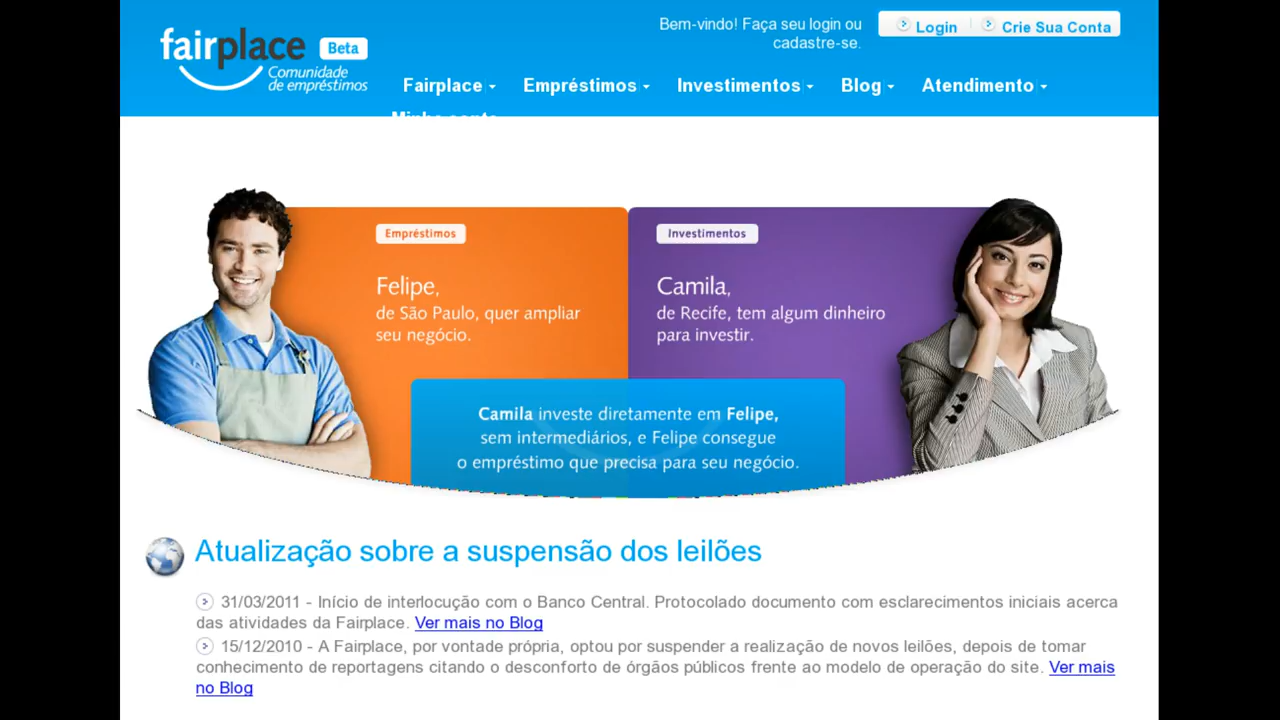 fairplace Beta
Comunidade
de empréstimos
Bem-vindo! Faça seu login ou
cadastre-se.
Login Crie Sua Conta
Fairplace Empréstimos Investimentos Blog Atendimento
Minha conta
Empréstimos
Felipe,
de São Paulo, quer ampliar
seu negócio.
Investimentos
Camila,
de Recife, tem algum dinheiro
para investir.
Camila investe diretamente em Felipe,
sem intermediários, e Felipe consegue
o empréstimo que precisa para seu negócio.
Atualização sobre a suspensão dos leilões
31/03/2011 - Início de interlocução com o Banco Central. Protocolado documento com esclarecimentos iniciais acerca
das atividades da Fairplace. Ver mais no Blog
15/12/2010 - A Fairplace, por vontade própria, optou por suspender a realização de novos leilões, depois de tomar
conhecimento de reportagens citando o desconforto de órgãos públicos frente ao modelo de operação do site. Ver mais
no Blog